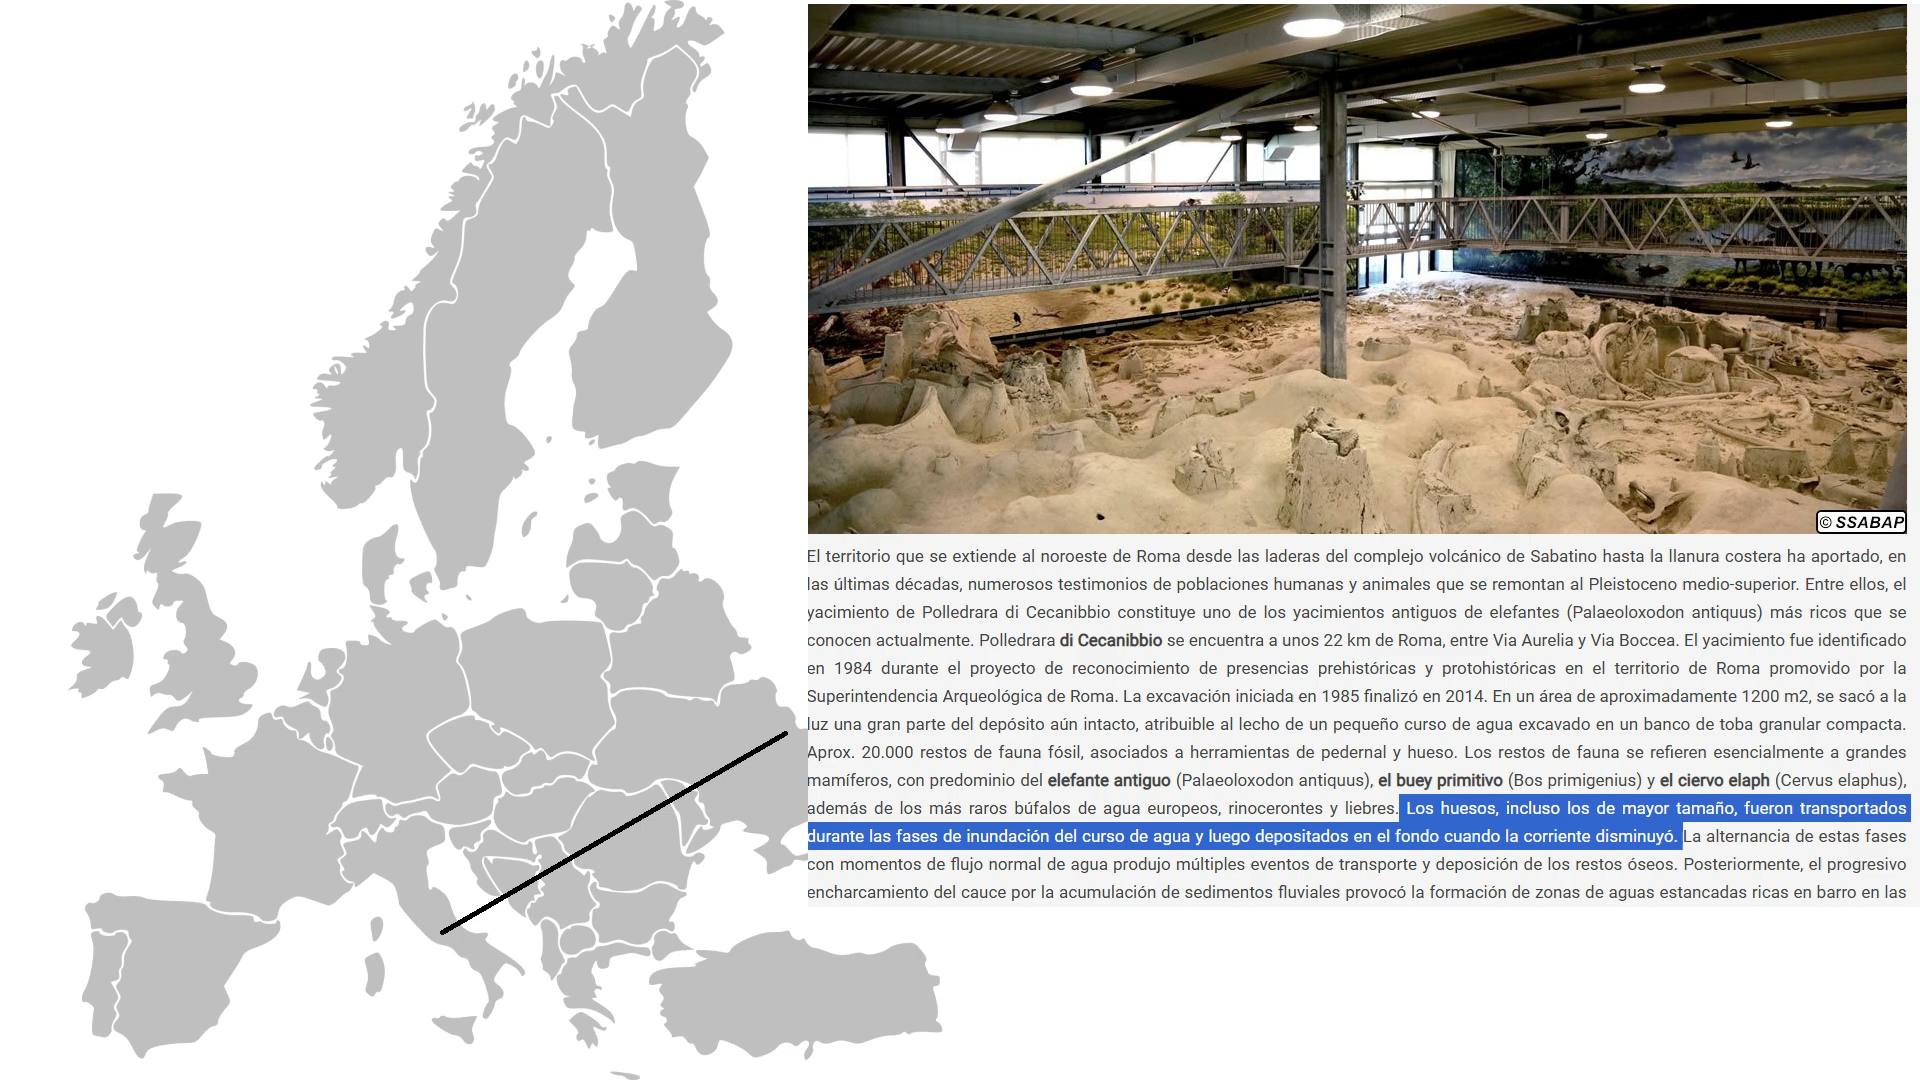 © SSABAP
El territorio que se extiende al noroeste de Roma desde las laderas del complejo volcánico de Sabatino hasta la llanura costera ha aportado, en
las últimas décadas, numerosos testimonios de poblaciones humanas y animales que se remontan al Pleistoceno medio-superior. Entre ellos, el
yacimiento de Polledrara di Cecanibbio constituye uno de los yacimientos antiguos de elefantes (Palaeoloxodon antiquus) más ricos que se
conocen actualmente. Polledrara di Cecanibbio se encuentra a unos 22 km de Roma, entre Via Aurelia y Via Boccea. El yacimiento fue identificado
en 1984 durante el proyecto de reconocimiento de presencias prehistóricas y protohistóricas en el territorio de Roma promovido por la
Superintendencia Arqueológica de Roma. La excavación iniciada en 1985 finalizó en 2014. En un área de aproximadamente 1200 m2, se sacó a la
luz una gran parte del depósito aún intacto, atribuible al lecho de un pequeño curso de agua excavado en un banco de toba granular compacta.
Aprox. 20.000 restos de fauna fósil, asociados a herramientas de pedernal y hueso. Los restos de fauna se refieren esencialmente a grandes
mamíferos, con predominio del elefante antiguo (Palaeoloxodon antiquus), el buey primitivo (Bos primigenius) y el ciervo elaph (Cervus elaphus),
además de los más raros búfalos de agua europeos, rinocerontes y liebres. Los huesos, incluso los de mayor tamaño, fueron transportados
durante las fases de inundación del curso de agua y luego depositados en el fondo cuando la corriente disminuyó. La alternancia de estas fases
con momentos de flujo normal de agua produjo múltiples eventos de transporte y deposición de los restos óseos. Posteriormente, el progresivo
encharcamiento del cauce por la acumulación de sedimentos fluviales provocó la formación de zonas de aguas estancadas ricas en barro en las